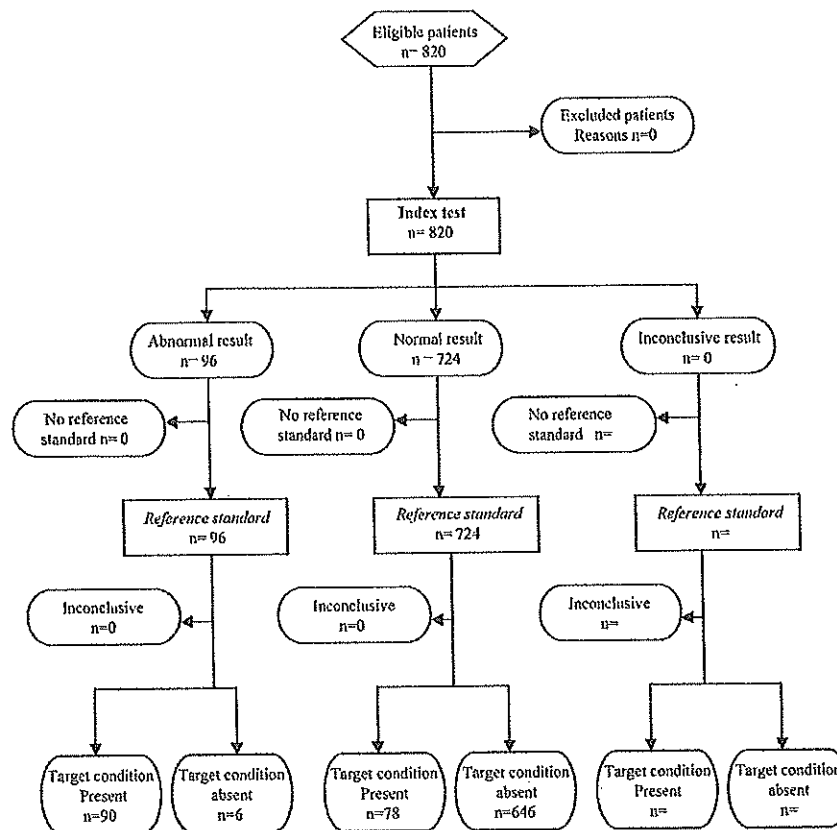 Eligible patients
n= 820
Excluded patients
Reasons n=0
Index test
n= 820
Abnormal result
n= 96
Normal result
n = 724
Inconclusive result
n= 0
No reference
standard n= 0
No reference
standard n= 0
No reference
standard n=
Reference standard
n= 96
Reference standard
n= 724
Reference standard
n=
Inconclusive
n=0
Inconclusive
n=0
Inconclusive
n=
Target condition
Present
n=90
Target condition
absent
n=6
Target condition
Present
n=78
Target condition
absent
n=646
Target condition
Present
n=
Target condition
absent
n=